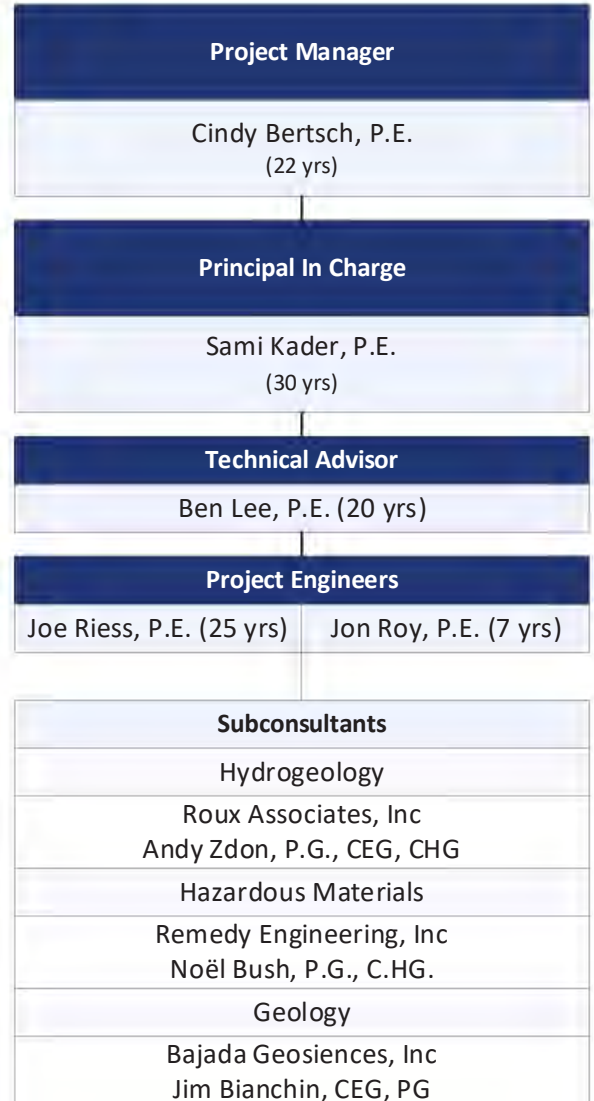 Project Manager
Cindy Bertsch, P.E.
(22 yrs)
Principal In Charge
Sami Kader, P.E.
(30 yrs)
Technical Advisor
Ben Lee, P.E. (20 yrs)
Project Engineers
Joe Riess, P.E. (25 yrs) Jon Roy, P.E. (7 yrs)
Subconsultants
Hydrogeology
Roux Associates, Inc
Andy Zdon, P.G., CEG, CHG
Hazardous Materials
Remedy Engineering, Inc
Noël Bush, P.G., C.HG.
Geology
Bajada Geosiences, Inc
Jim Bianchin, CEG, PG